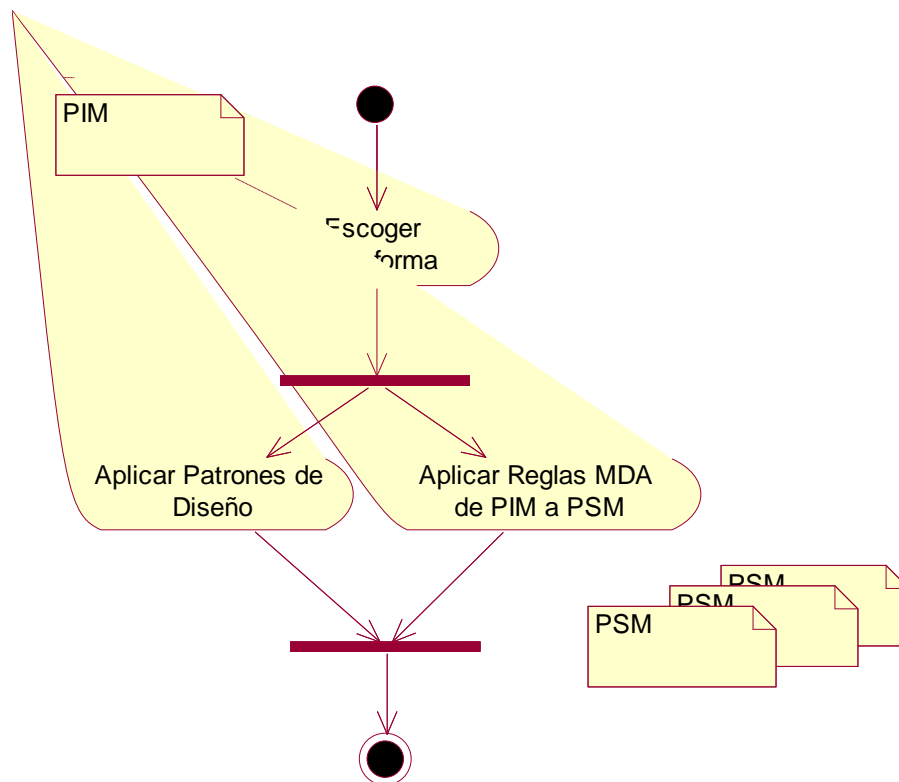 PIM
Escoger
forma
Aplicar Patrones de
Diseño
Aplicar Reglas MDA
de PIM a PSM
PSM
PSM
PSM